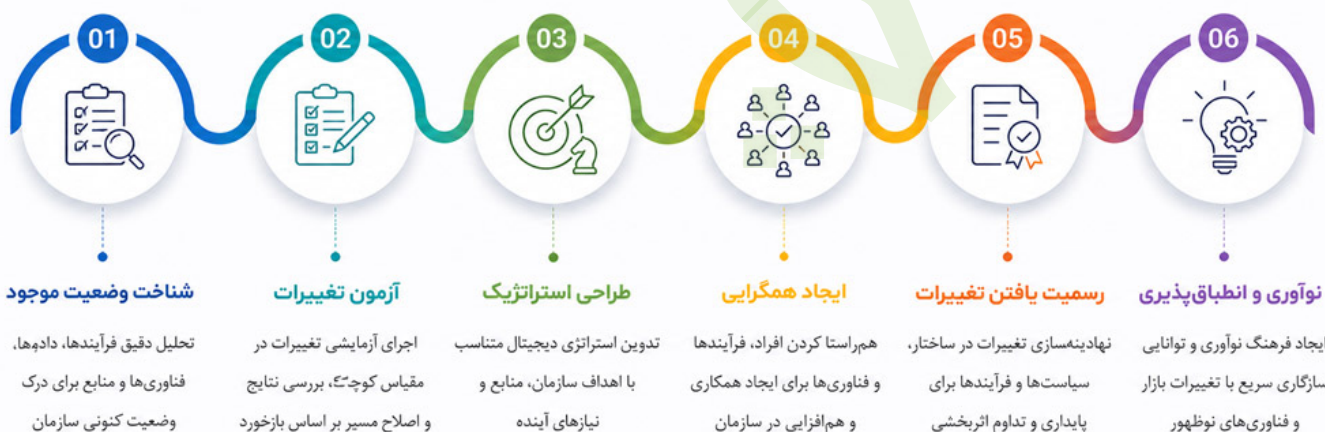 01
02
03
04
05
06
شناخت وضعیت موجود
تحلیل دقیق فرآیندها، داده‌ها،
فناوری‌ها و منابع برای درک
وضعیت کنونی سازمان
آزمون تغییرات
اجرای آزمایشی تغییرات در
مقیاس کوچک، بررسی نتایج
و اصلاح مسیر بر اساس بازخورد
طراحی استراتژیک
تدوین استراتژی دیجیتال متناسب
با اهداف سازمان، منابع و
نیازهای آینده
ایجاد همگرایی
هم‌راستا کردن افراد، فرآیندها
و فناوری‌ها برای ایجاد همکاری
و هم‌افزایی در سازمان
رسمیت یافتن تغییرات
نهادینه‌سازی تغییرات در ساختار،
سیاست‌ها و فرآیندها برای
پایداری و تداوم اثربخشی
نوآوری و انطباق‌پذیری
ایجاد فرهنگ نوآوری و توانایی
سازگاری سریع با تغییرات بازار
و فناوری‌های نوظهور